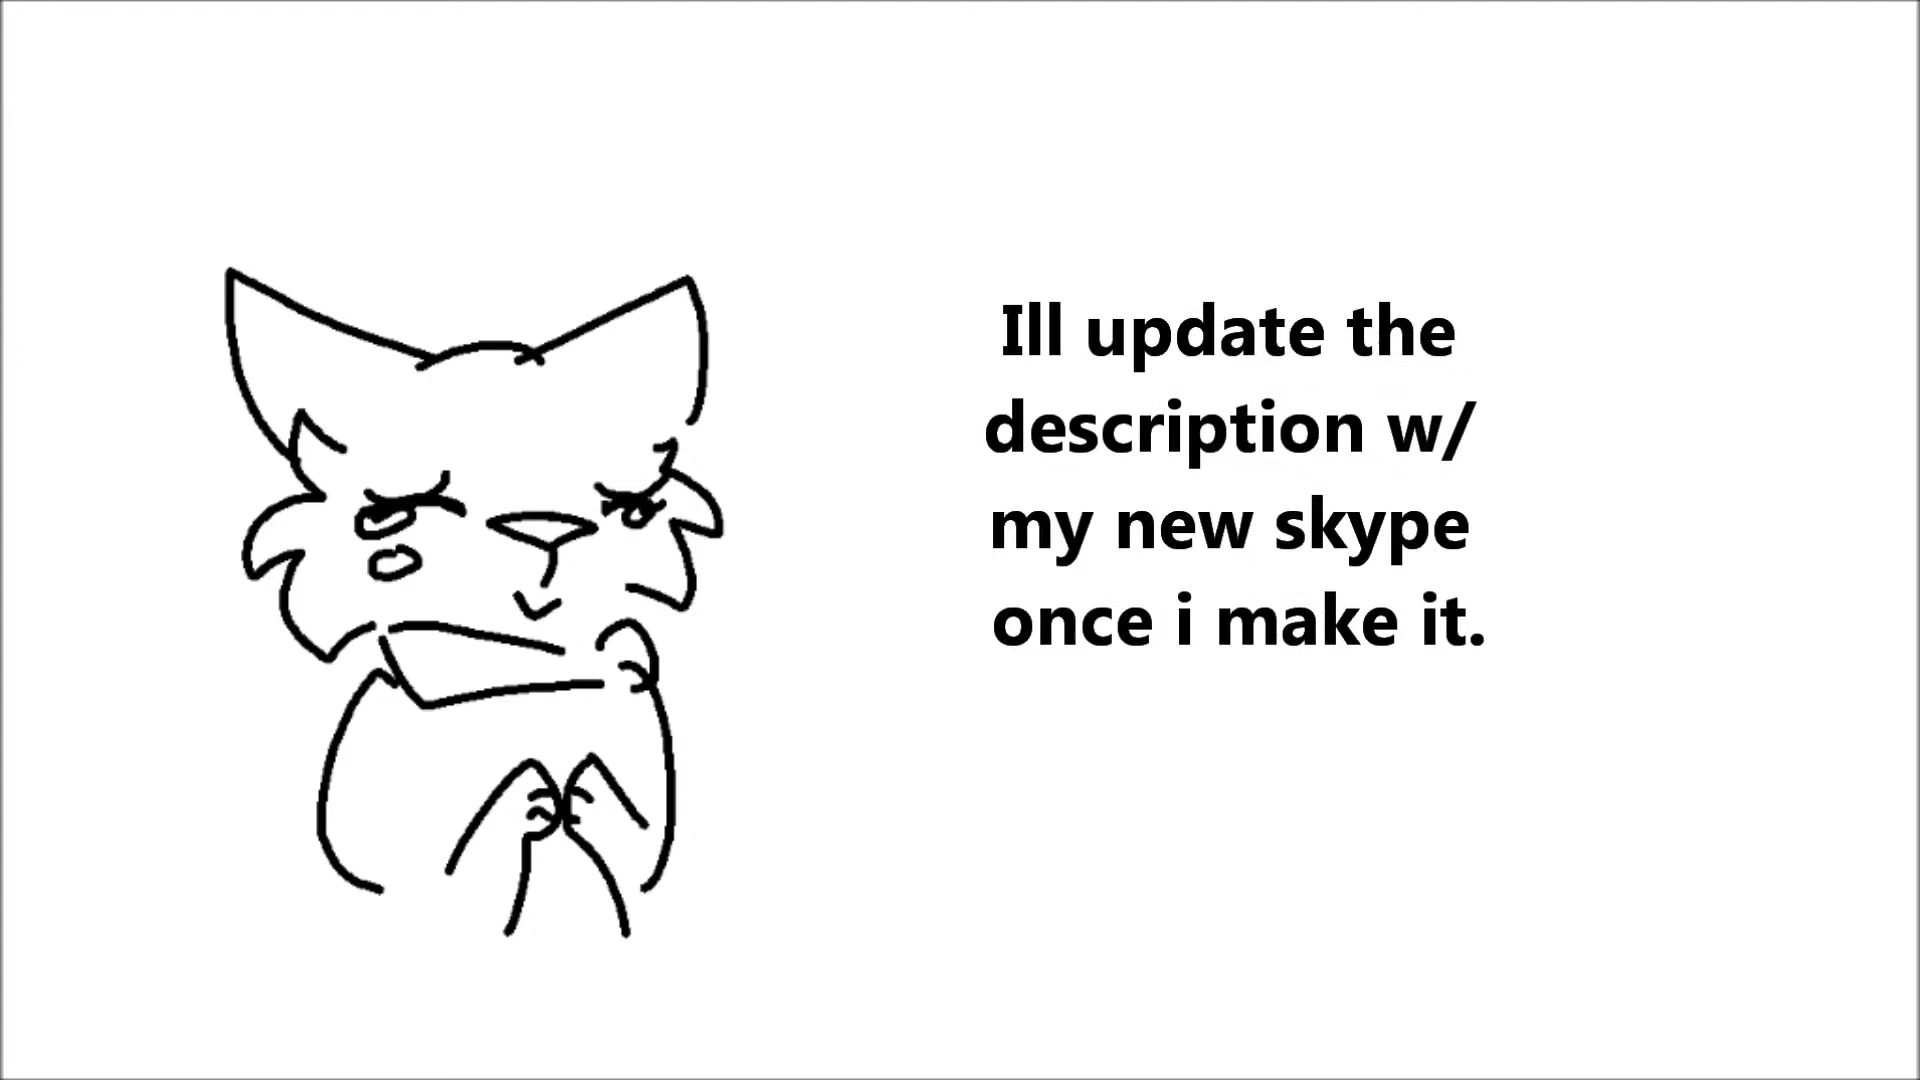 Ill update the
description w/
my new skype
once i make it.